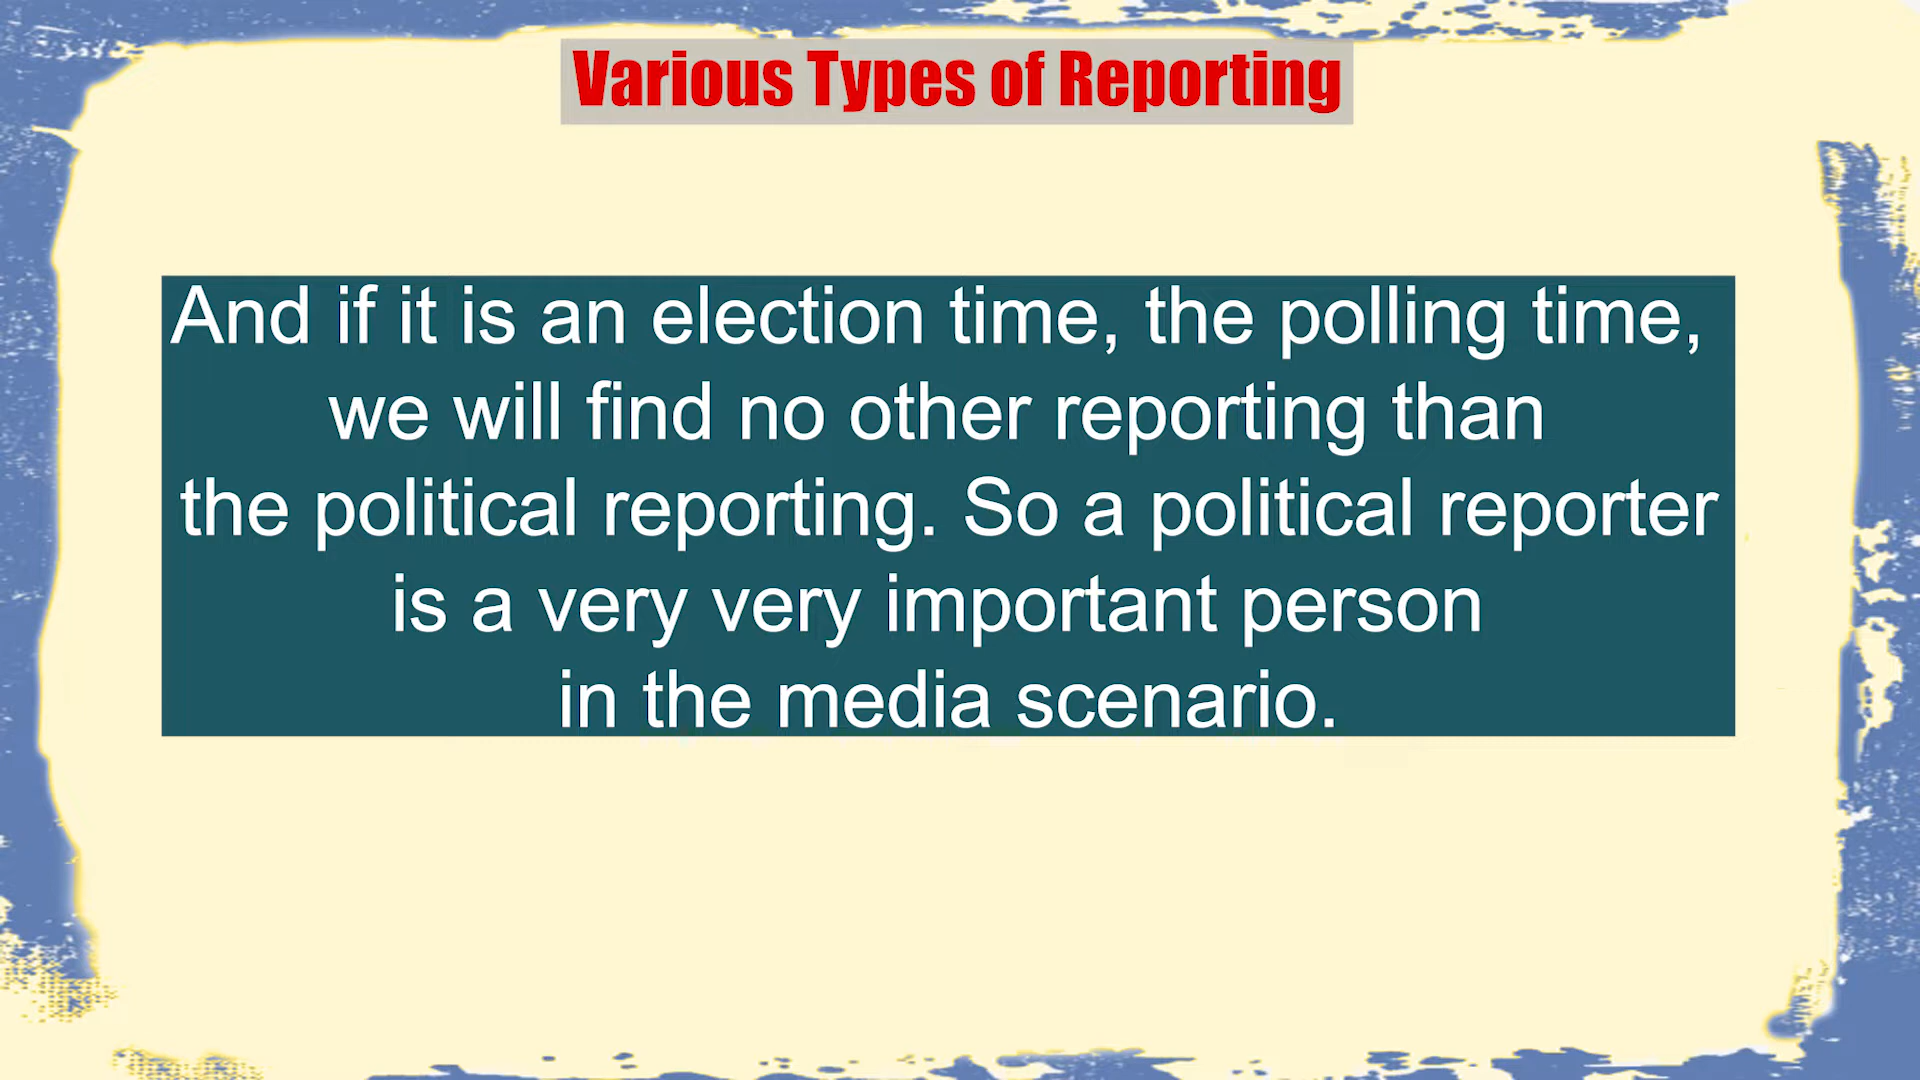 Various Types of Reporting
And if it is an election time, the polling time,
we will find no other reporting than
the political reporting. So a political reporter
is a very very important person
in the media scenario.